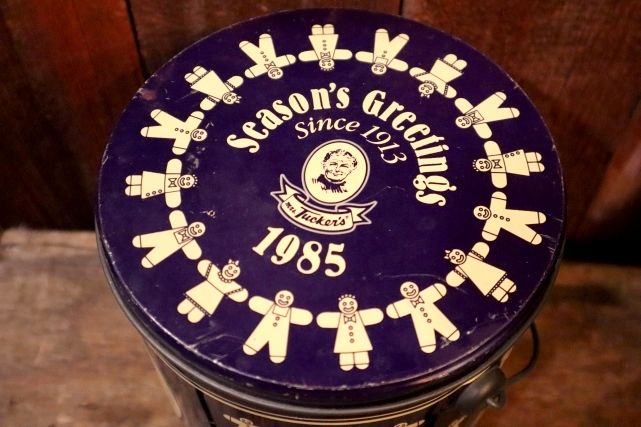 Season's Greetings
Since 1913
Mrs. Tucker's
1985